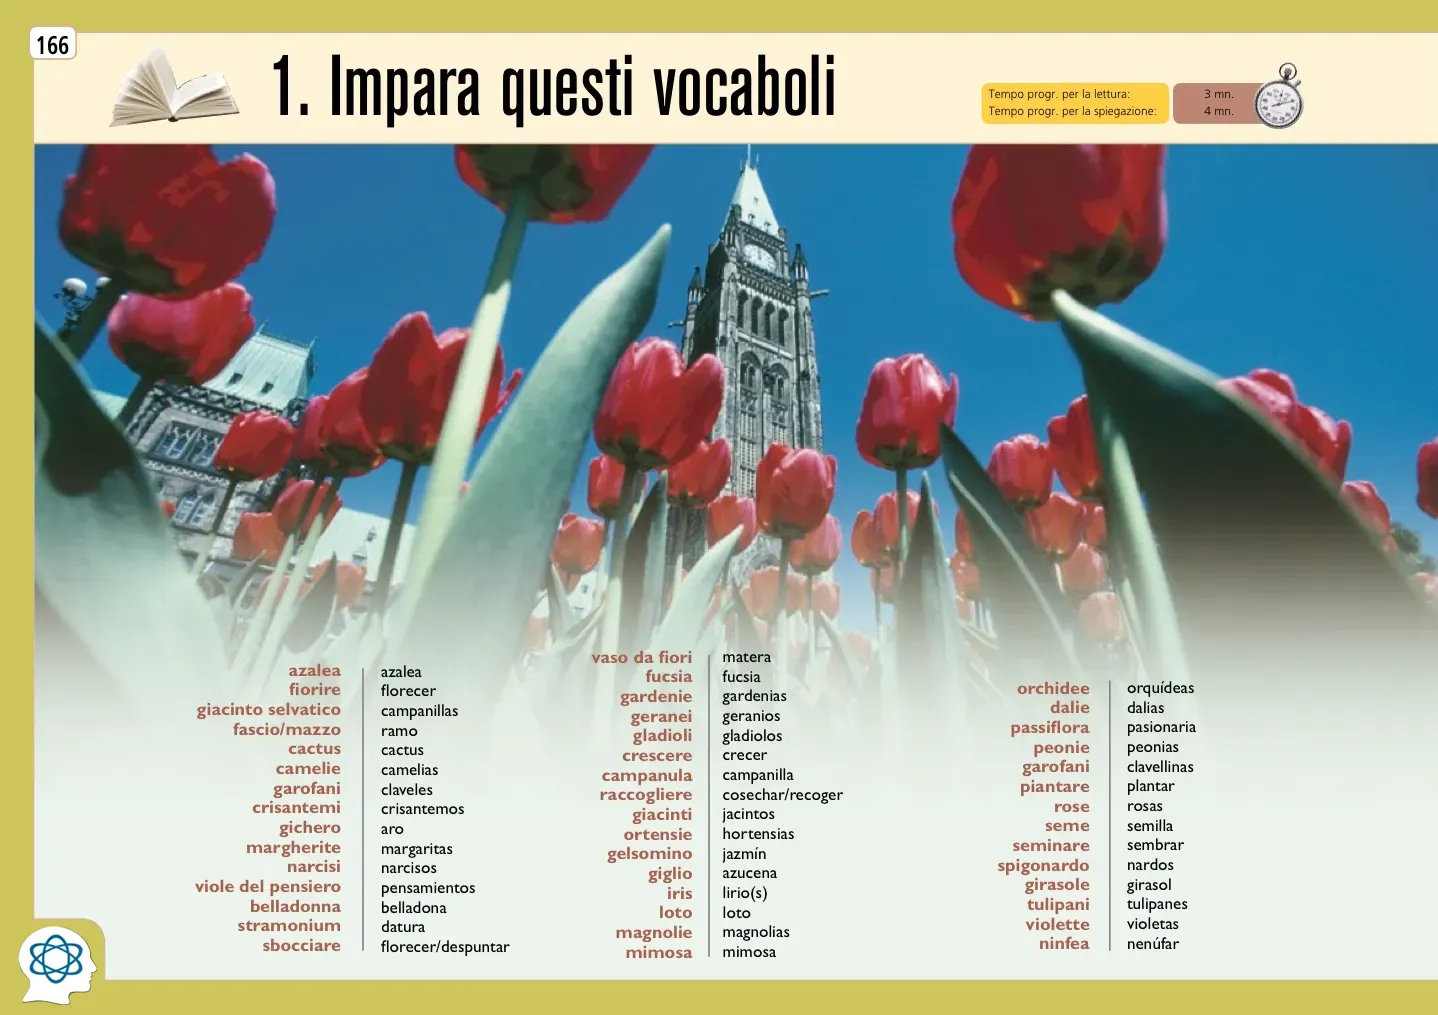 166
1. Impara questi vocaboli
Tempo progr. per la lettura: 3 mn.
Tempo progr. per la spiegazione: 4 mn.
azalea azalea
fiorire florecer
giacinto selvatico campanillas
fascio/mazzo ramo
cactus cactus
camelie camelias
garofani claveles
crisantemi crisantemos
gichero aro
margherite margaritas
narcisi narcisos
viole del pensiero pensamientos
belladonna belladona
stramonium datura
sbocciare florecer/despuntar
vaso da fiori matera
fucsia fucsia
gardenie gardenias
geranei geranios
gladioli gladiolos
crescere crecer
campanula campanilla
raccogliere cosechar/recoger
giacinti jacintos
ortensie hortensias
gelsomino jazmín
giglio azucena
iris lirio(s)
loto loto
magnolie magnolias
mimosa mimosa
orchidee orquídeas
dalie dalias
passiflora pasionaria
peonie peonias
garofani clavellinas
piantare plantar
rose rosas
seme semilla
seminare sembrar
spigonardo nardos
girasole girasol
tulipani tulipanes
violette violetas
ninfea nenúfar